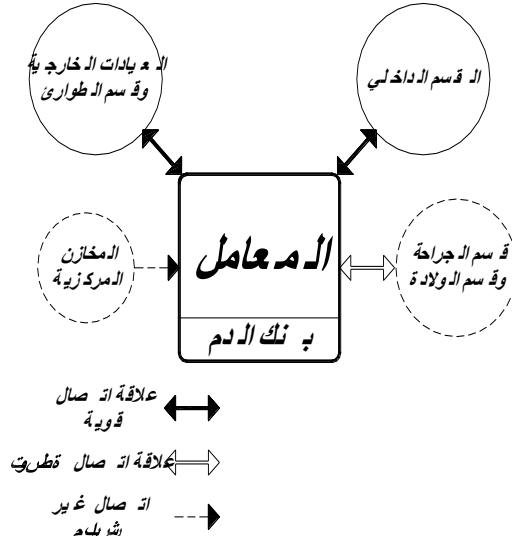 العيادات الخارجية
وقسم الطوارئ
القسم الداخلي
المعامل
بنك الدم
المخازن
المركزية
قسم الجراحة
وقسم الولادة
علاقة اتصال
قوية
علاقة اتصال
اتصال غير